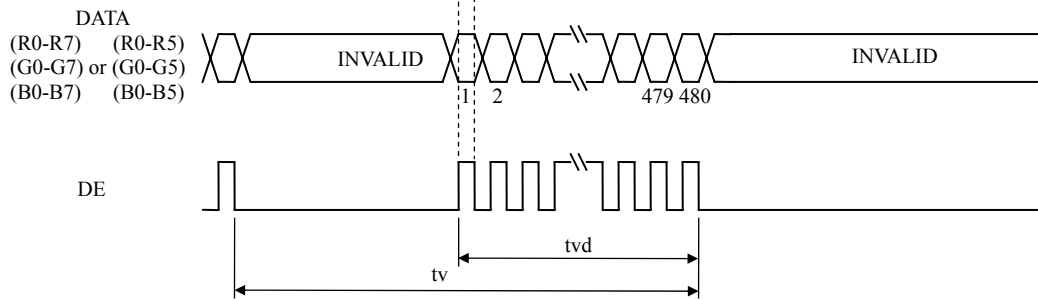 DATA
(R0-R7) (R0-R5)
(G0-G7) or (G0-G5)
(B0-B7) (B0-B5)
INVALID
INVALID
1 2 479 480
DE
tvd
tv